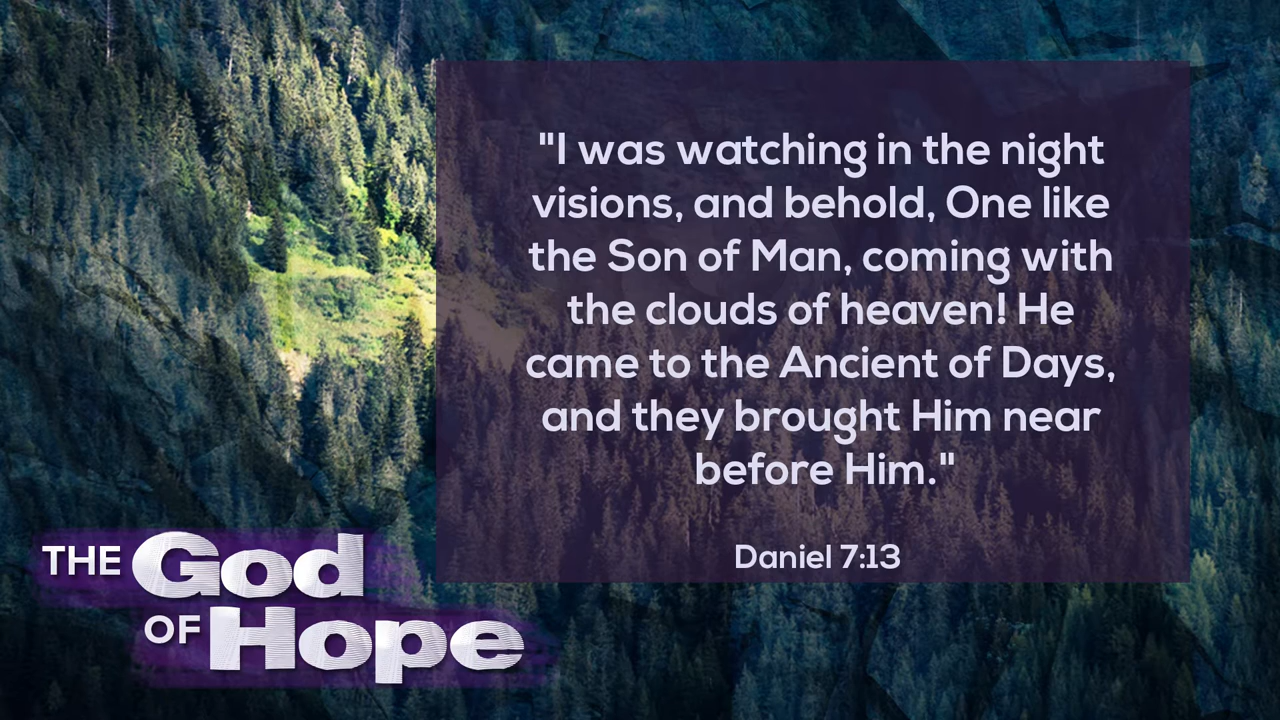 "I was watching in the night
visions, and behold, One like
the Son of Man, coming with
the clouds of heaven! He
came to the Ancient of Days,
and they brought Him near
before Him."
Daniel 7:13
THE God
OF Hope